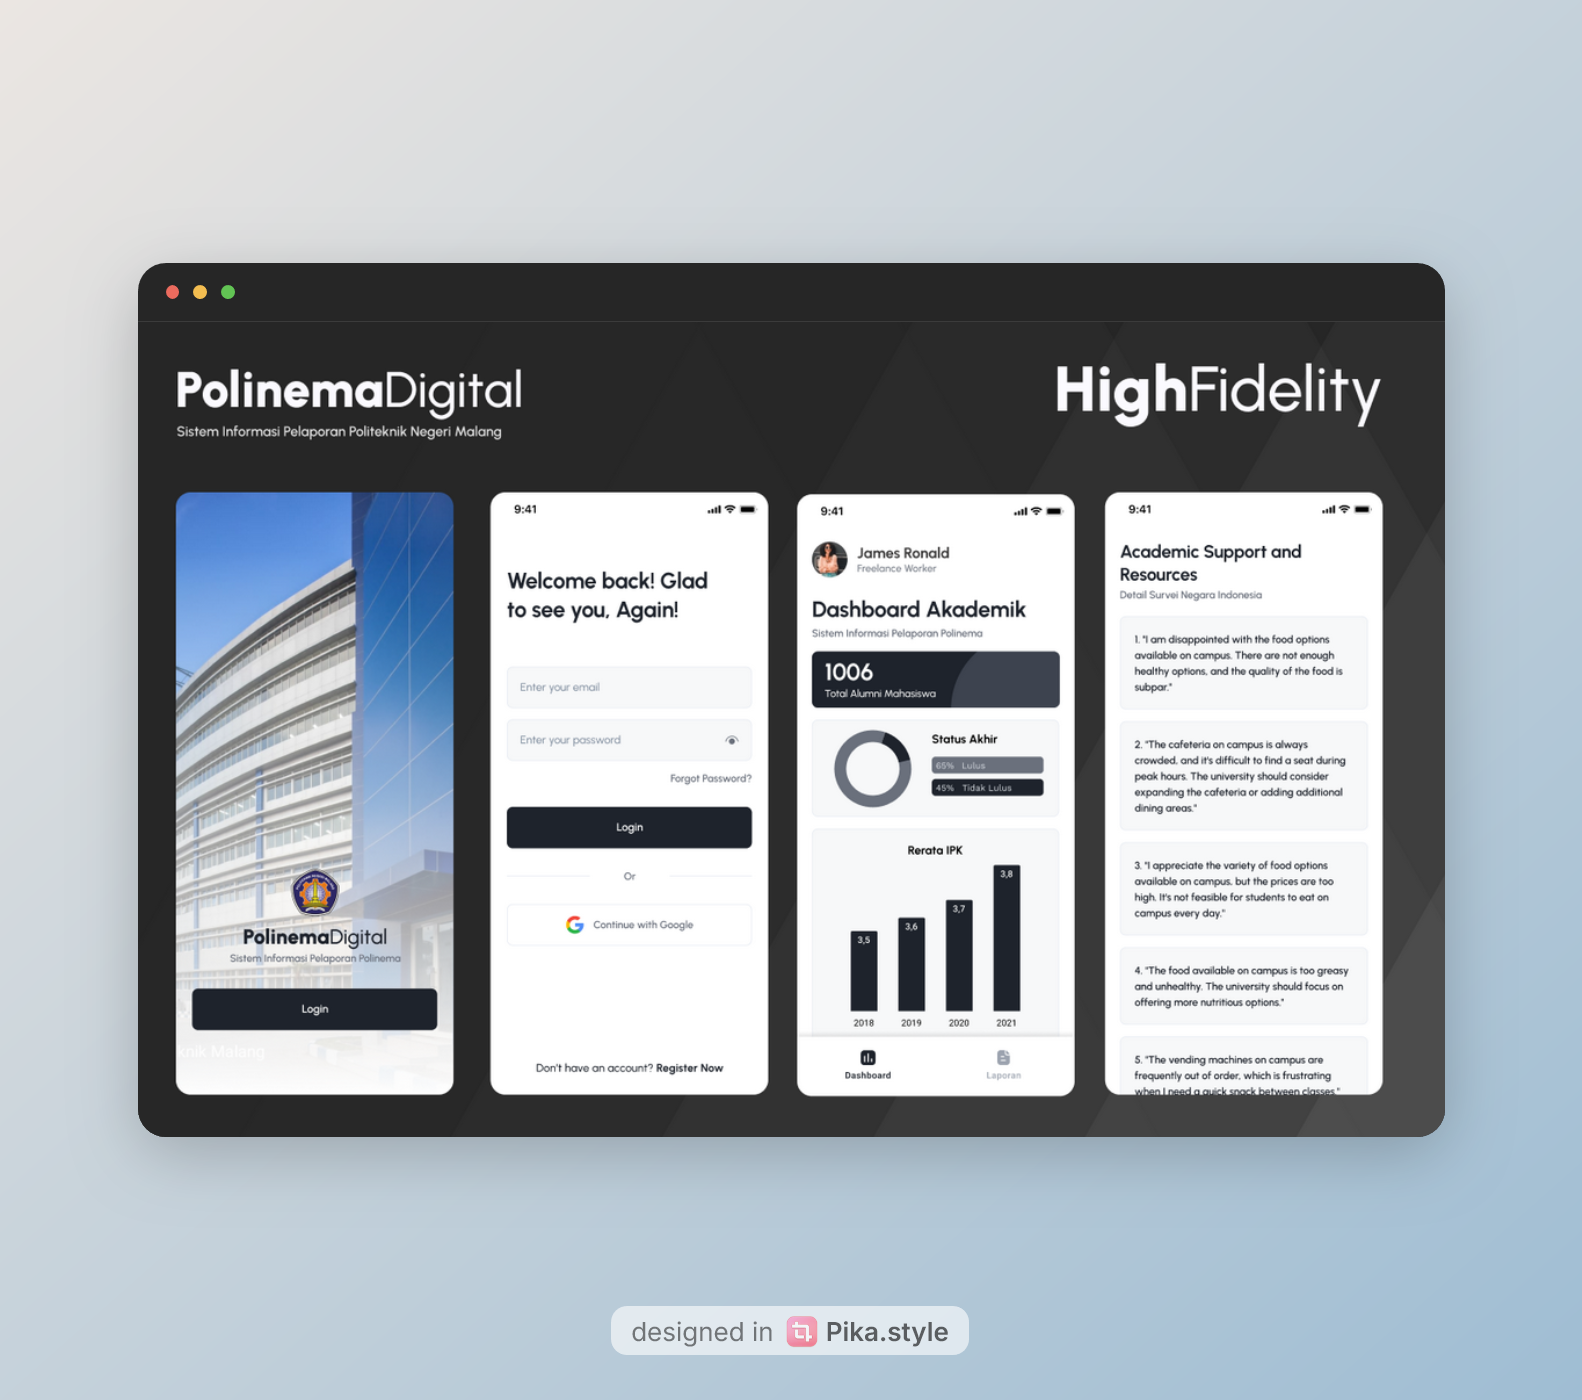 PolinemaDigital
Sistem Informasi Pelaporan Politeknik Negeri Malang
HighFidelity
PolinemaDigital
Sistem Informasi Pelaporan Polinema
Login
knik Malang
9:41
Welcome back! Glad
to see you, Again!
Enter your email
Enter your password
Forgot Password?
Login
Or
Continue with Google
Don't have an account? Register Now
9:41
James Ronald
Freelance Worker
Dashboard Akademik
Sistem Informasi Pelaporan Polinema
1006
Total Alumni Mahasiswa
Status Akhir
65% Lulus
45% Tidak Lulus
Rerata IPK
3,5
3,6
3,7
3,8
2018 2019 2020 2021
Dashboard
Laporan
9:41
Academic Support and
Resources
Detail Survei Negara Indonesia
1. "I am disappointed with the food options
available on campus. There are not enough
healthy options, and the quality of the food is
subpar."
2. "The cafeteria on campus is always
crowded, and it's difficult to find a seat during
peak hours. The university should consider
expanding the cafeteria or adding additional
dining areas."
3. "I appreciate the variety of food options
available on campus, but the prices are too
high. It's not feasible for students to eat on
campus every day."
4. "The food available on campus is too greasy
and unhealthy. The university should focus on
offering more nutritious options."
5. "The vending machines on campus are
frequently out of order, which is frustrating
when I need a quick snack between classes."
designed in Pika.style